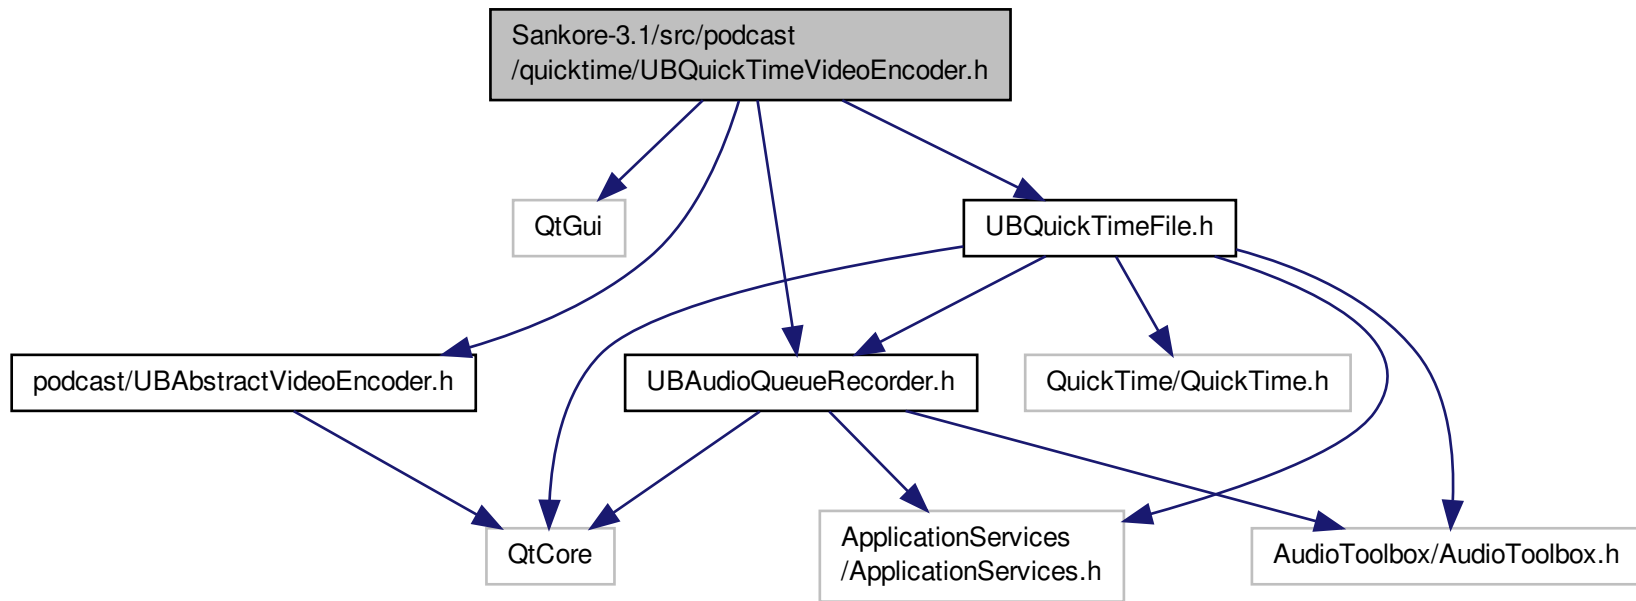 Sankore-3.1/src/podcast
/quicktime/UBQuickTimeVideoEncoder.h
QtGui
UBQuickTimeFile.h
podcast/UBAbstractVideoEncoder.h
UBAudioQueueRecorder.h
QuickTime/QuickTime.h
QtCore
ApplicationServices
/ApplicationServices.h
AudioToolbox/AudioToolbox.h